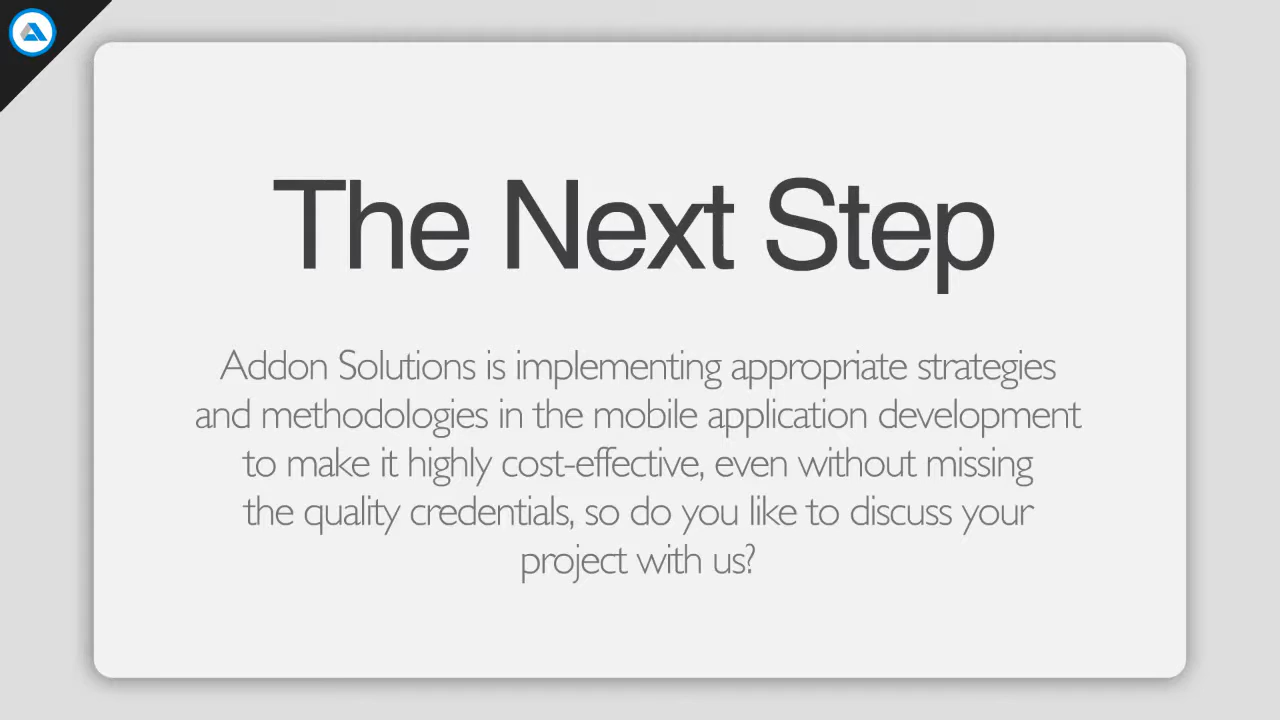 The Next Step
Addon Solutions is implementing appropriate strategies
and methodologies in the mobile application development
to make it highly cost-effective, even without missing
the quality credentials, so do you like to discuss your
project with us?